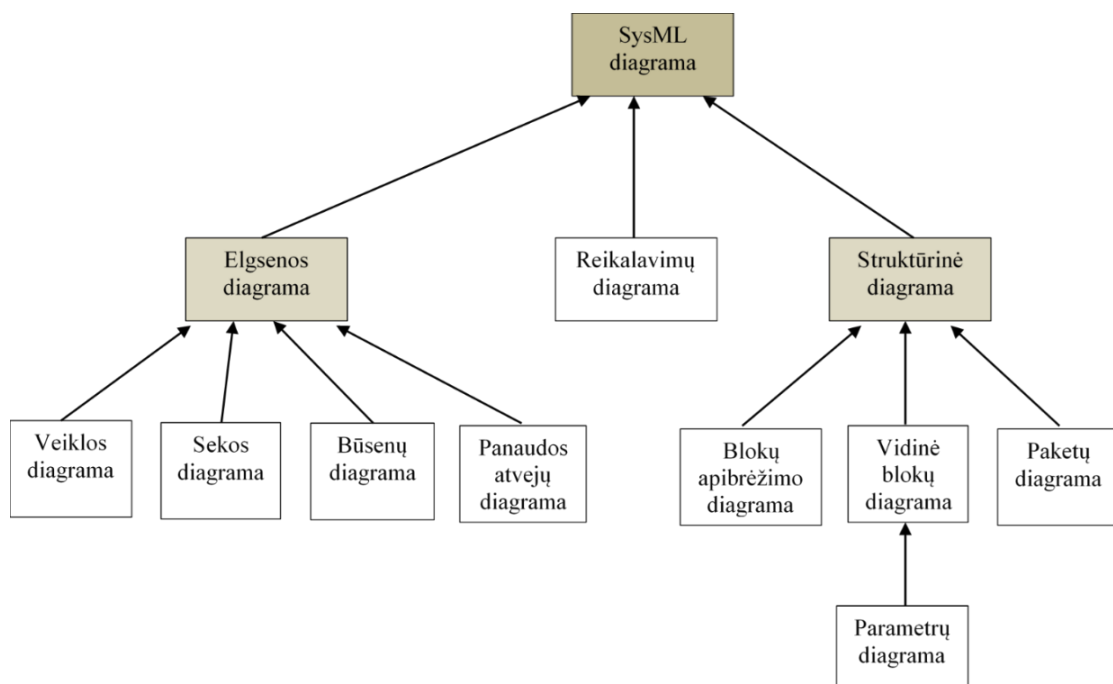 SysML
diagrama
Elgsenos
diagrama
Reikalavimų
diagrama
Struktūrinė
diagrama
Veiklos
diagrama
Sekos
diagrama
Būsenų
diagrama
Panaudos
atvejų
diagrama
Blokų
apibrėžimo
diagrama
Vidinė
blokų
diagrama
Paketų
diagrama
Parametrų
diagrama